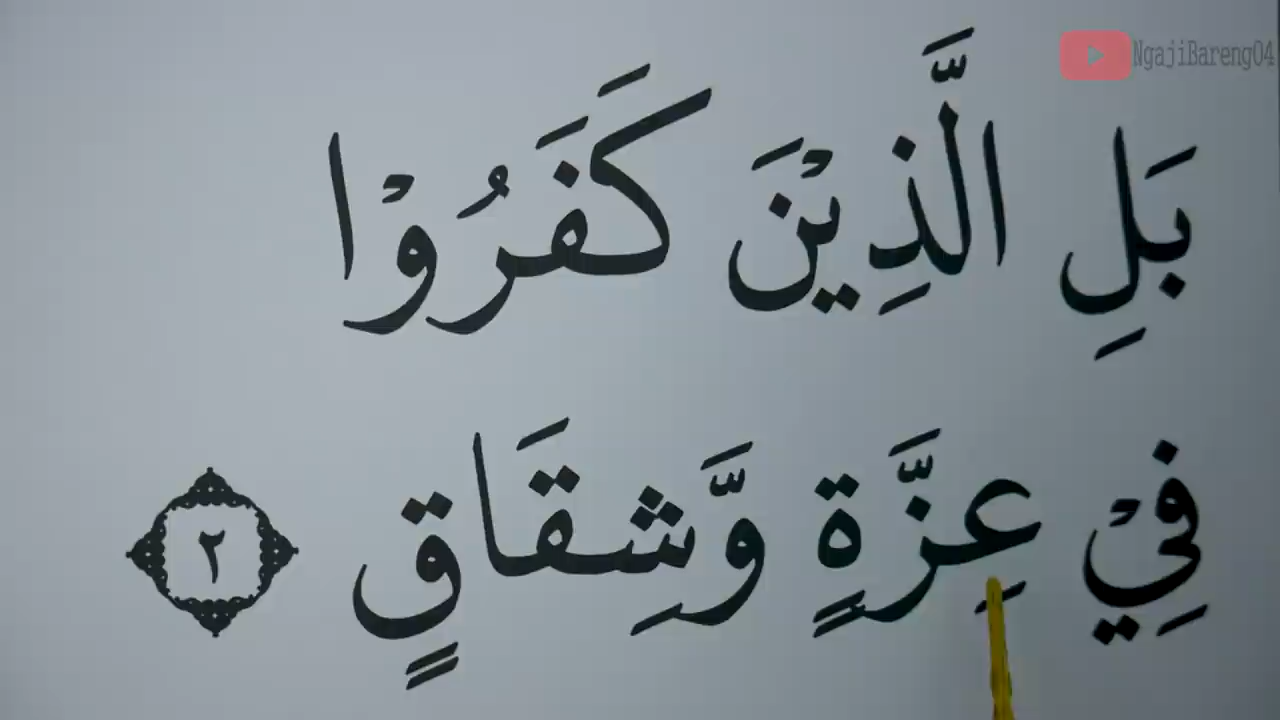 NgajiBareng04
بَلِ الَّذِيْنَ كَفَرُوْا
فِيْ عِزَّةٍ وَّشِقَاقٍ ٢